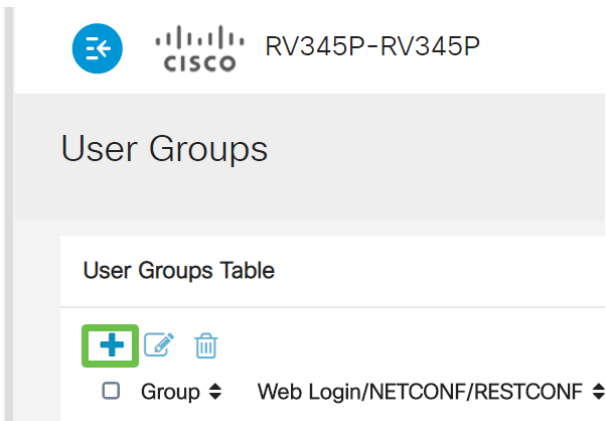 CISCO RV345P-RV345P
User Groups
User Groups Table
Group Web Login/NETCONF/RESTCONF